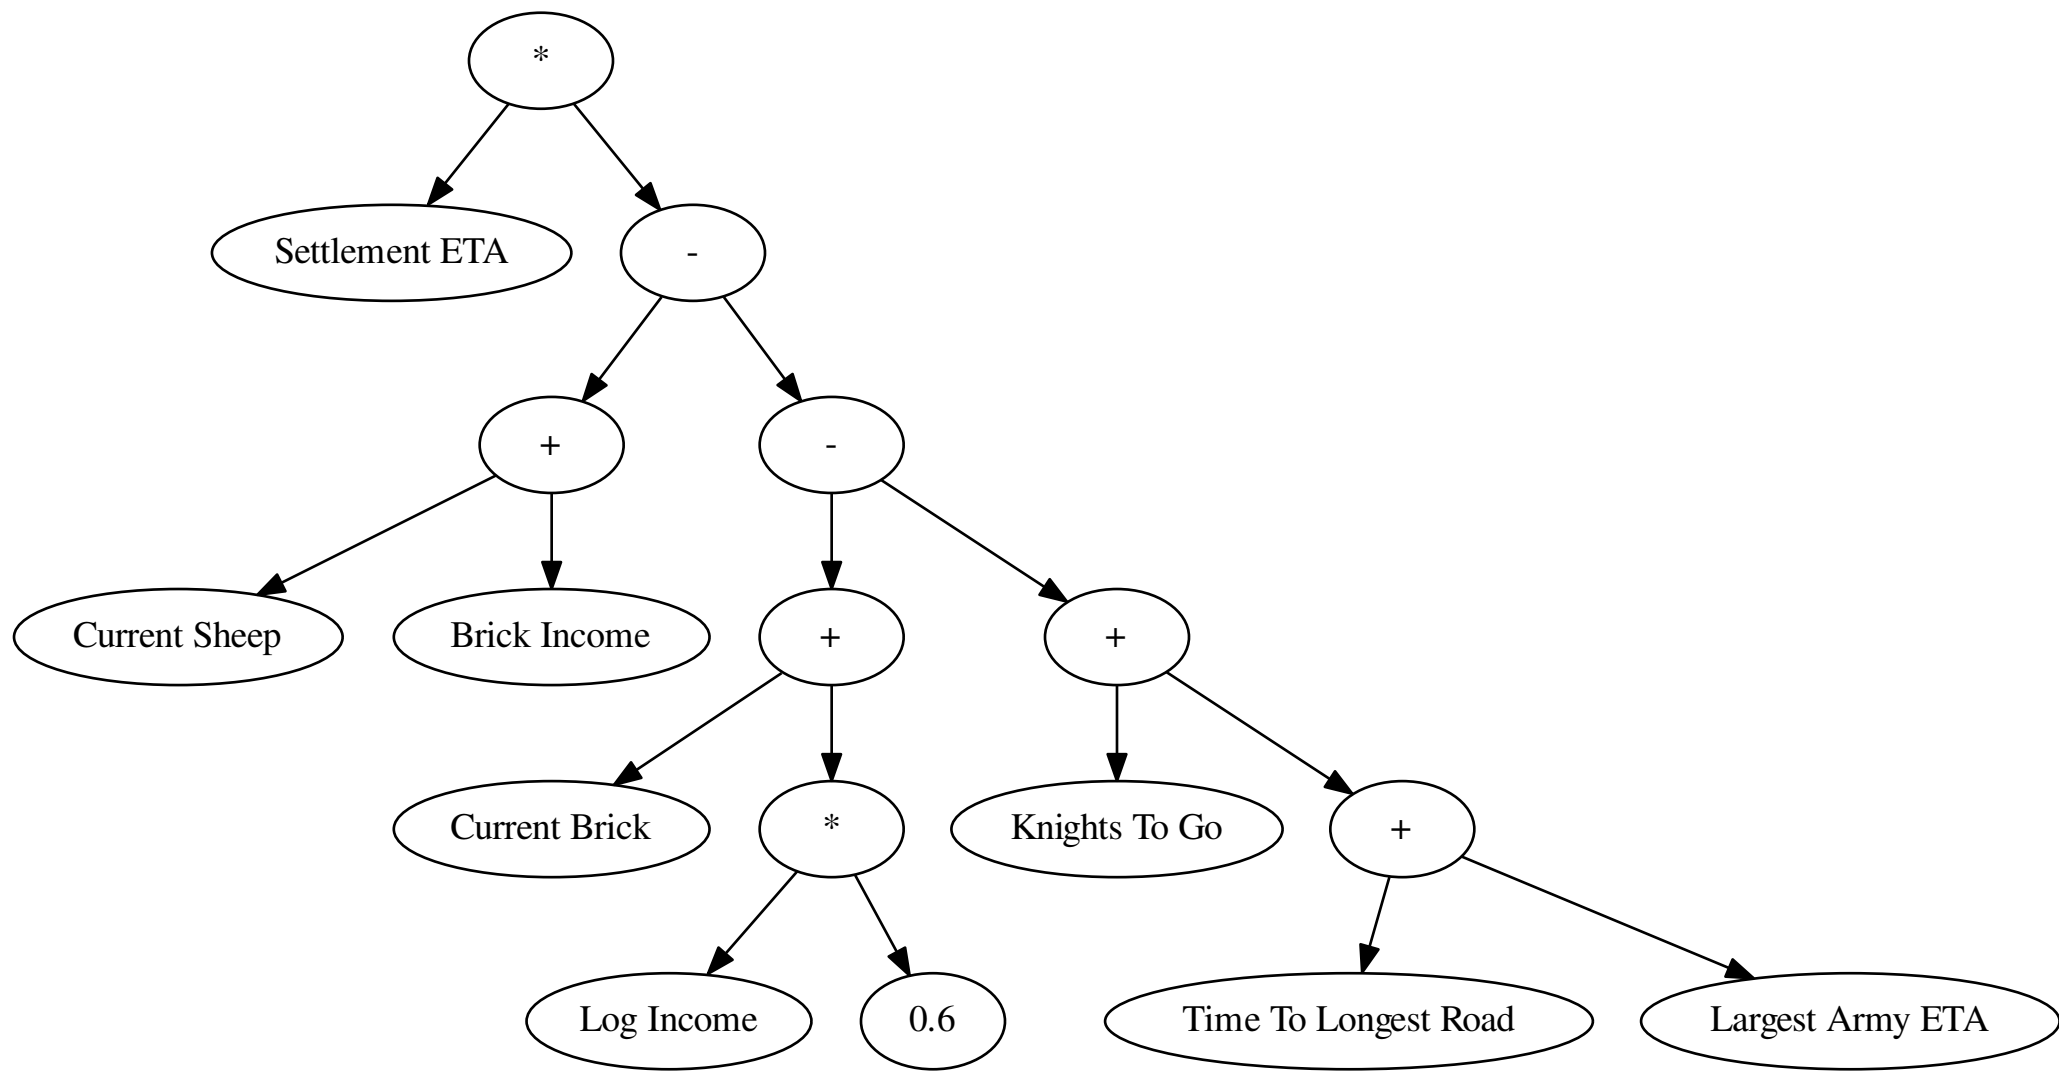 *
Settlement ETA
-
+
-
Current Sheep
Brick Income
+
+
Current Brick
*
Knights To Go
+
Log Income
0.6
Time To Longest Road
Largest Army ETA